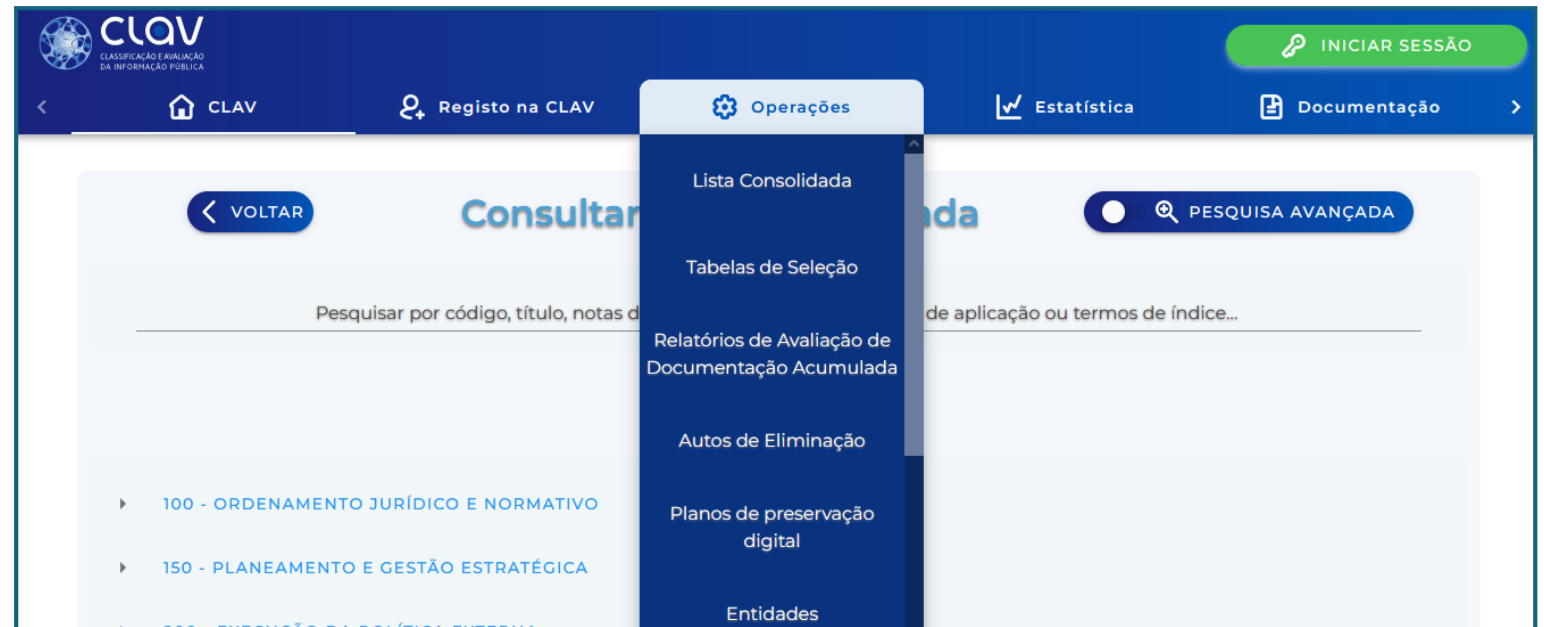 CLAV
CLASSIFICAÇÃO E AVALIAÇÃO
DA INFORMAÇÃO PÚBLICA
INICIAR SESSÃO
CLAV
Registo na CLAV
Operações
Estatística
Documentação
Lista Consolidada
VOLTAR
Consultar
ada
PESQUISA AVANÇADA
Tabelas de Seleção
Pesquisar por código, título, notas d
de aplicação ou termos de índice...
Relatórios de Avaliação de
Documentação Acumulada
Autos de Eliminação
100 - ORDENAMENTO JURÍDICO E NORMATIVO
Planos de preservação
digital
150 - PLANEAMENTO E GESTÃO ESTRATÉGICA
Entidades